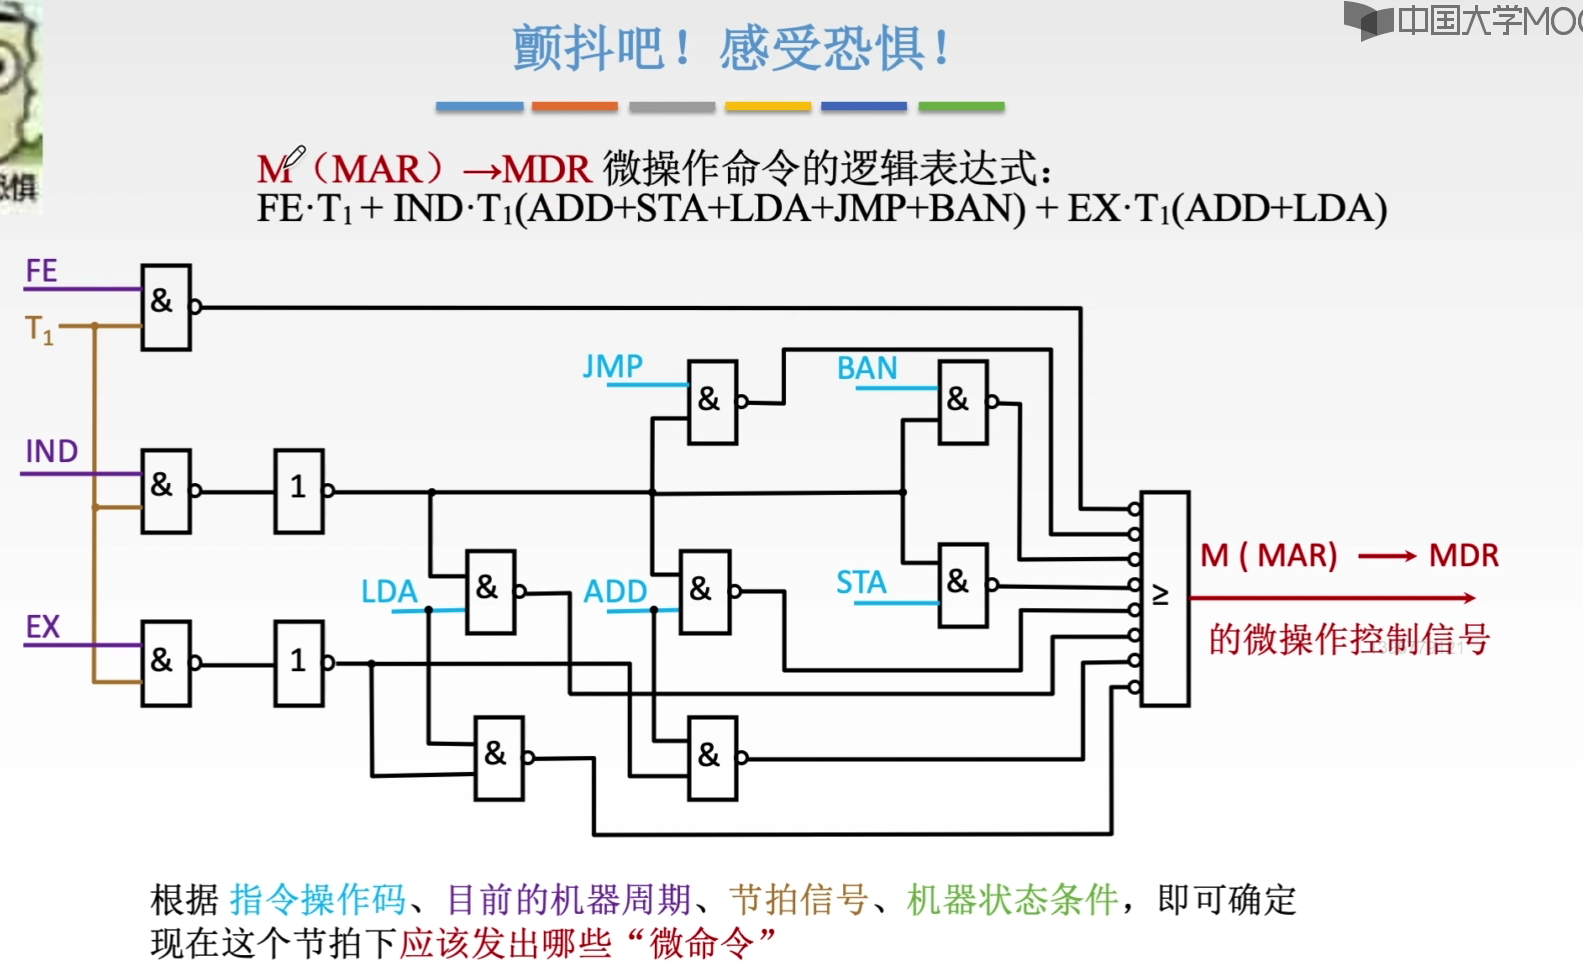 中国大学MOO
颤抖吧！感受恐惧！
恐惧
M（MAR）→MDR 微操作命令的逻辑表达式：
FE·T₁ + IND·T₁(ADD+STA+LDA+JMP+BAN) + EX·T₁(ADD+LDA)
FE
&
T₁
JMP
&
BAN
&
IND
&
1
LDA
&
ADD
&
STA
&
≥
M ( MAR) → MDR
的微操作控制信号
EX
&
1
&
&
根据 指令操作码、目前的机器周期、节拍信号、机器状态条件，即可确定
现在这个节拍下应该发出哪些“微命令”